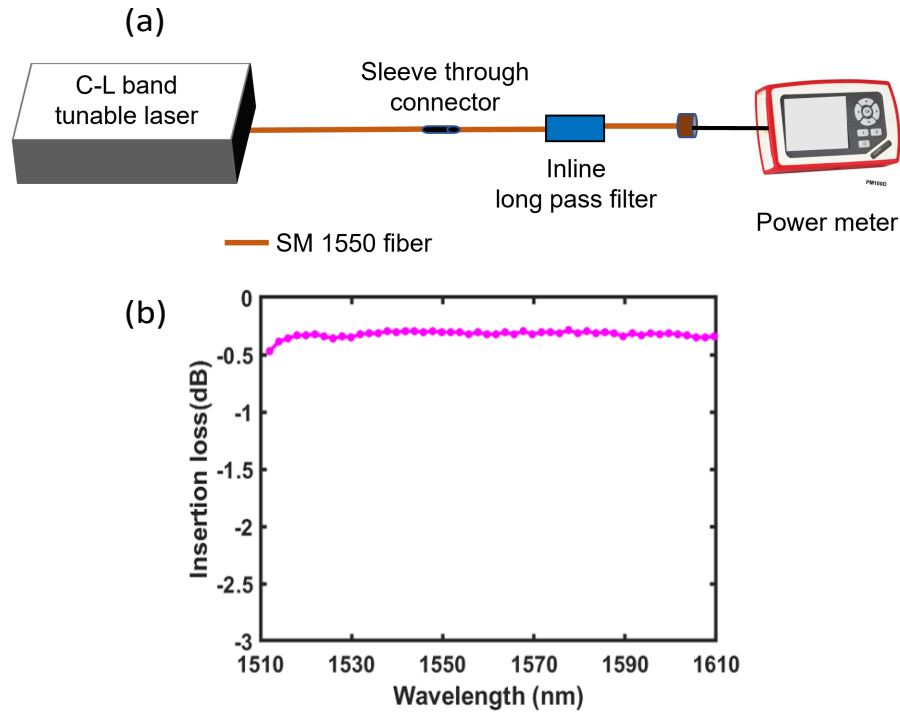 (a)
C-L band
tunable laser
Sleeve through
connector
Inline
long pass filter
PM100D
Power meter
SM 1550 fiber
(b)
0
-0.5
-1
-1.5
-2
-2.5
-3
Insertion loss(dB)
1510 1530 1550 1570 1590 1610
Wavelength (nm)